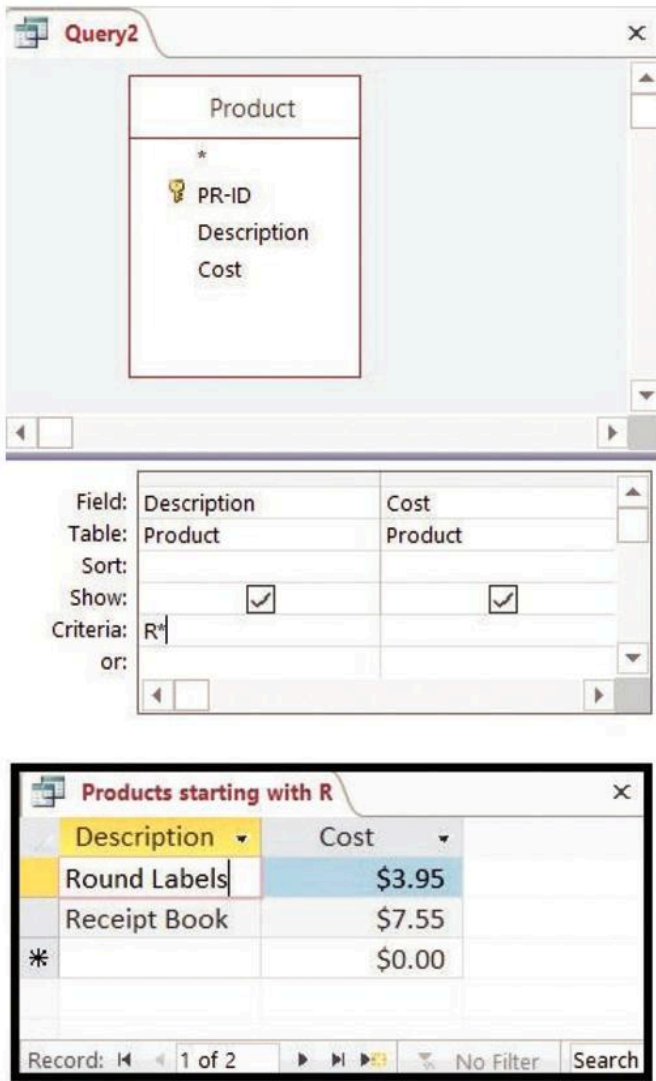 Query2
Product
*
PR-ID
Description
Cost
Field: Description Cost
Table: Product Product
Sort:
Show:
Criteria: R*
or:
Products starting with R
Description Cost
Round Labels $3.95
Receipt Book $7.55
$0.00
Record: 1 of 2 No Filter Search